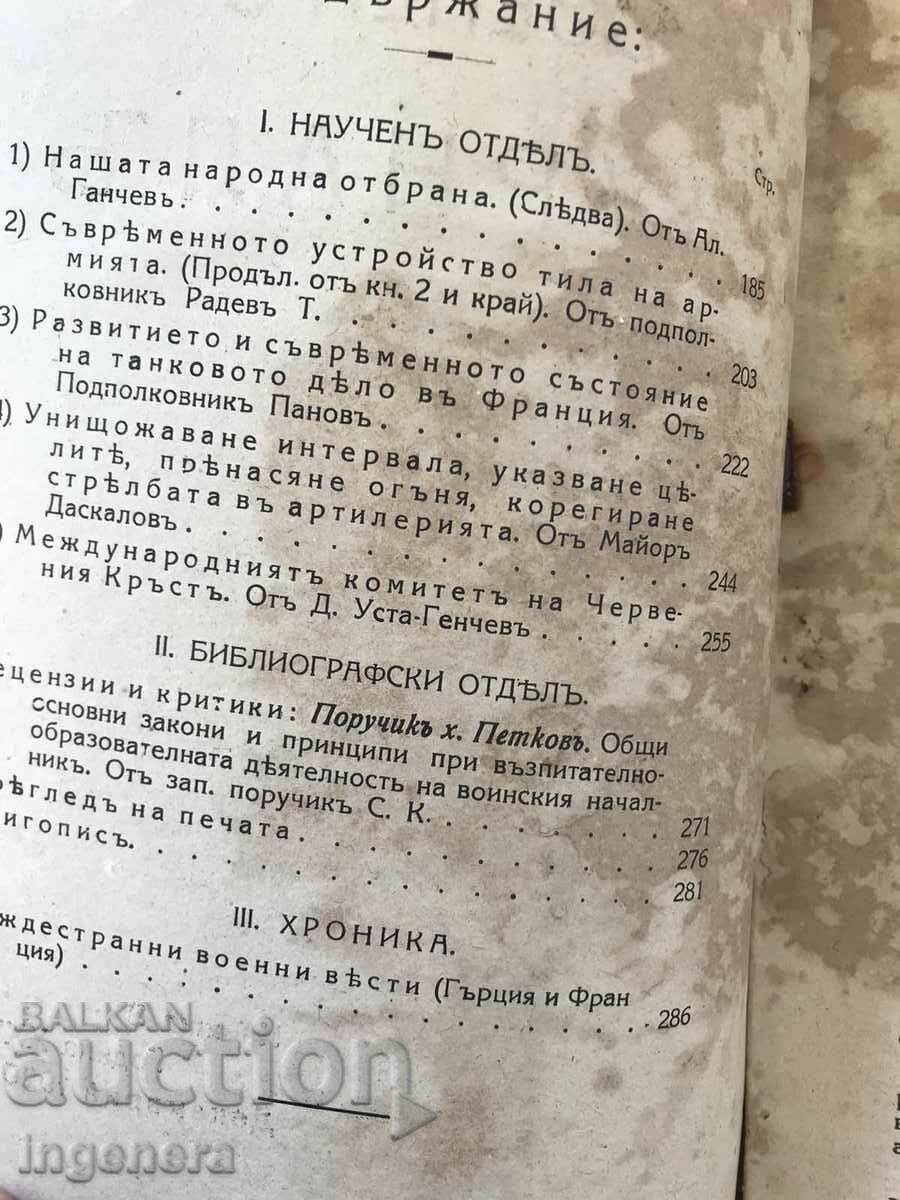 държание:
I. НАУЧЕНЪ ОТДѢЛЪ.
Стр.
1) Нашата народна отбрана. (Слѣдва). Отъ Ал.
Ганчевъ. . . . . . . . . . . . . . 185
2) Съврѣменното устройство тила на ар-
мията. (Продъл. отъ кн. 2 и край). Отъ подпол-
ковникъ Радевъ Т. . . . . . . . . . . . 203
3) Развитието и съврѣменното състояние
на танковото дѣло въ Франция. Отъ
Подполковникъ Пановъ. . . . . . . . . 222
4) Унищожаване интервала, указване цѣ-
литѣ, прѣнасяне огъня, корегиране
стрѣлбата въ артилерията. Отъ Майоръ
Даскаловъ . . . . . . . . . . . . . . 244
) Международниятъ комитетъ на Черве-
ния Кръстъ. Отъ Д. Уста-Генчевъ . . . . . 255
II. БИБЛИОГРАФСКИ ОТДѢЛЪ.
ецензии и критики: Поручикъ х. Петковъ. Общи
основни закони и принципи при възпитателно-
образователната дѣятелность на воинския начал-
никъ. Отъ зап. поручикъ С. К. . . . . . . 271
ѣгледъ на печата . . . . . . . . . . . 276
игописъ. . . . . . . . . . . . . . . 281
III. ХРОНИКА.
ждестранни военни вѣсти (Гърция и Фран
ция) . . . . . . . . . . . . . . . . 286
BALKAN
auction
ingenera